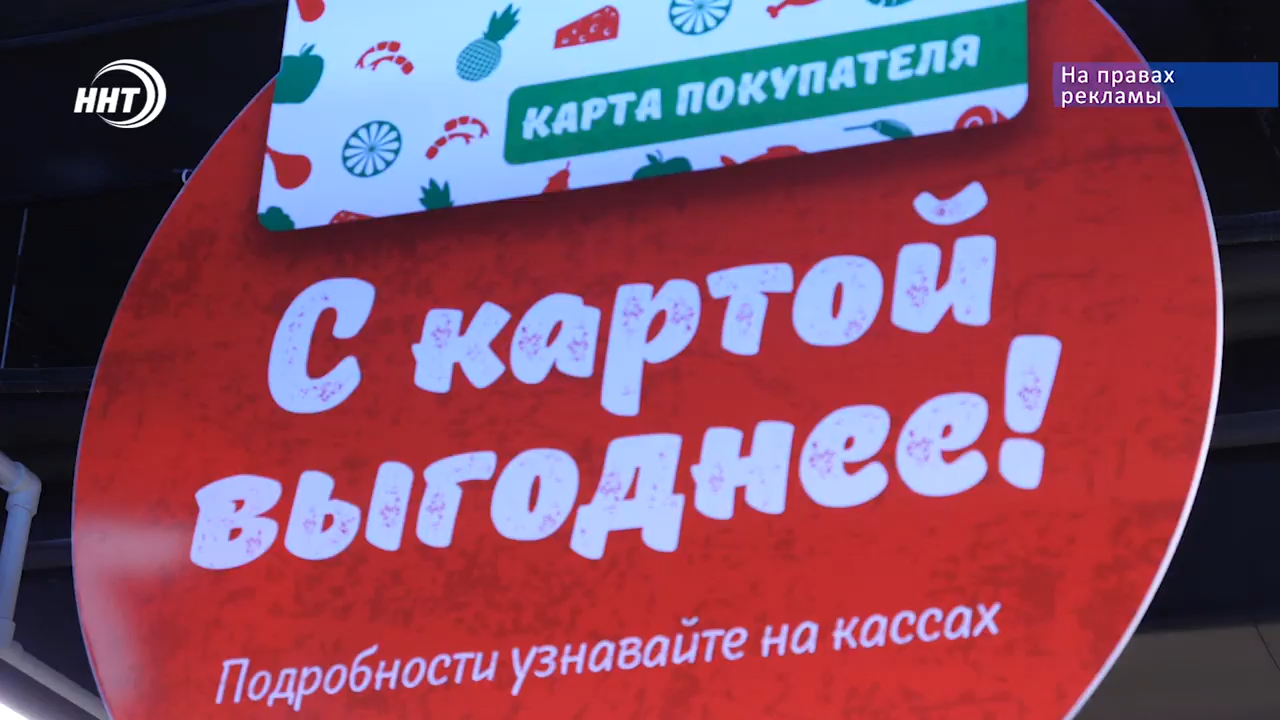 ННТ
На правах
рекламы
КАРТА ПОКУПАТЕЛЯ
С картой
выгоднее!
Подробности узнавайте на кассах